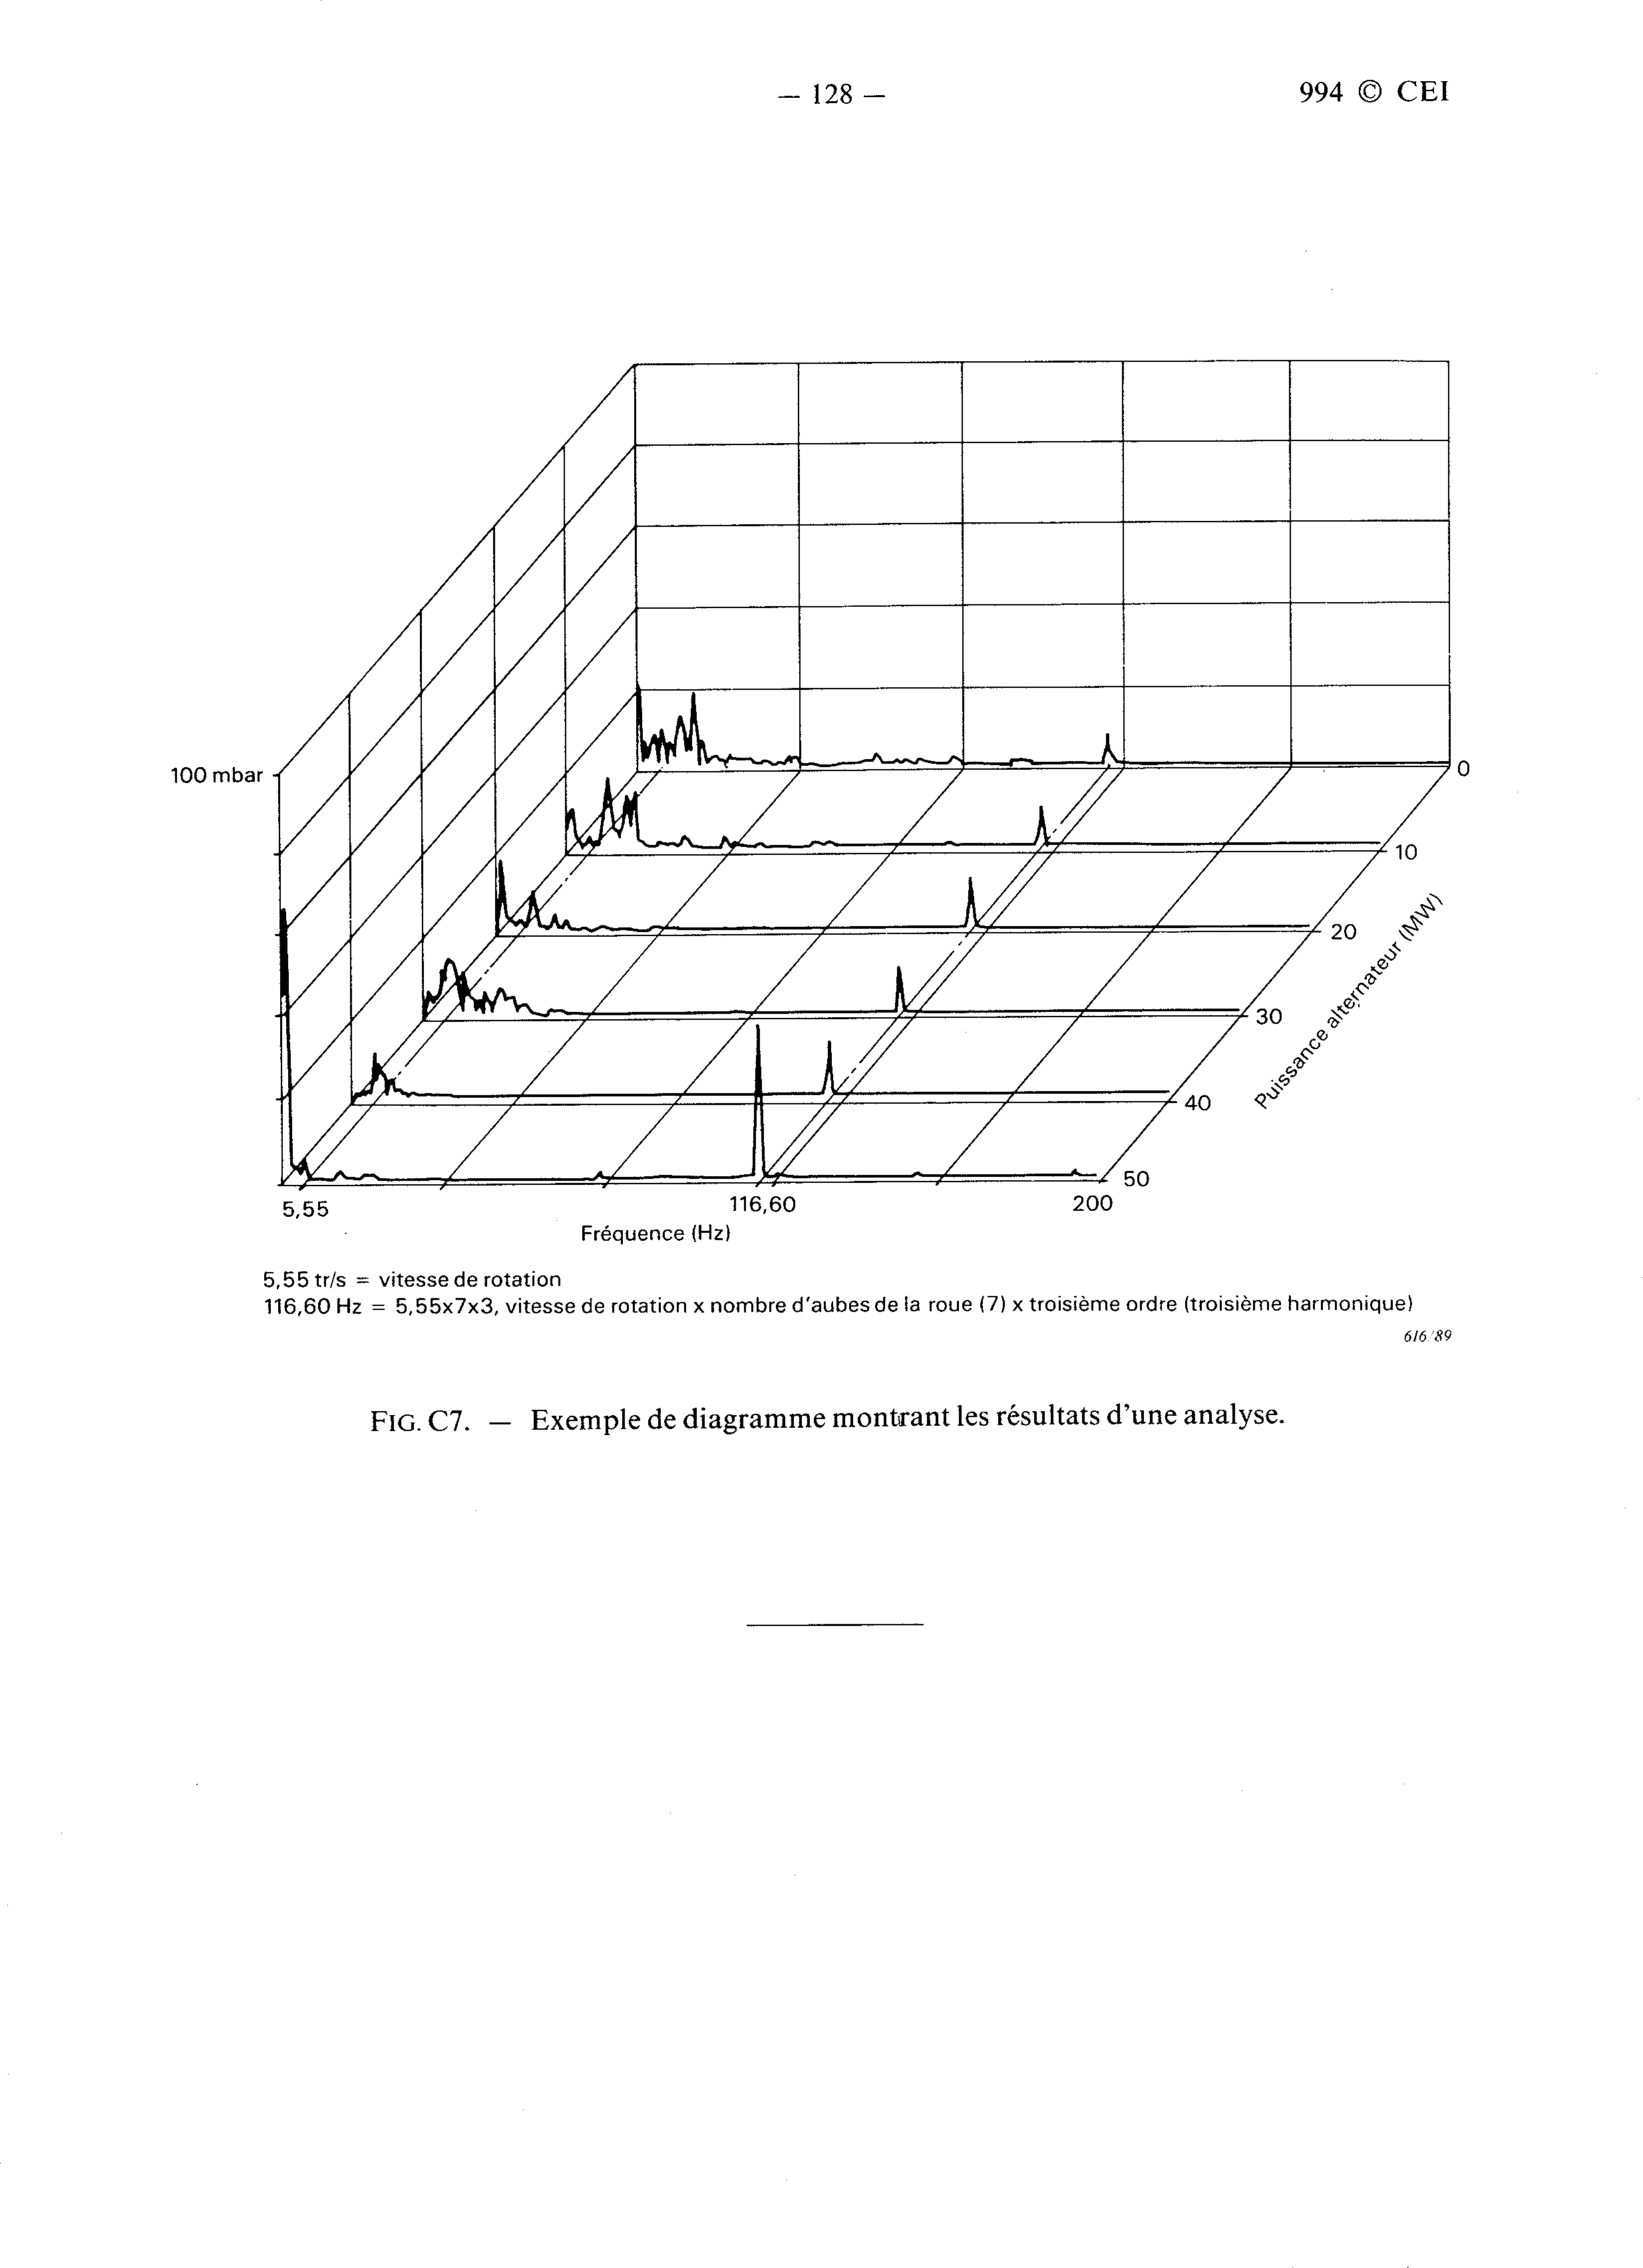 — 128 —
994 © CEI
100 mbar
0
10
20
30
40
50
Puissance alternateur (MW)
5,55
116,60
200
Fréquence (Hz)
5,55 tr/s = vitesse de rotation
116,60 Hz = 5,55x7x3, vitesse de rotation x nombre d'aubes de la roue (7) x troisième ordre (troisième harmonique)
616/89
FIG. C7. — Exemple de diagramme montrant les résultats d'une analyse.